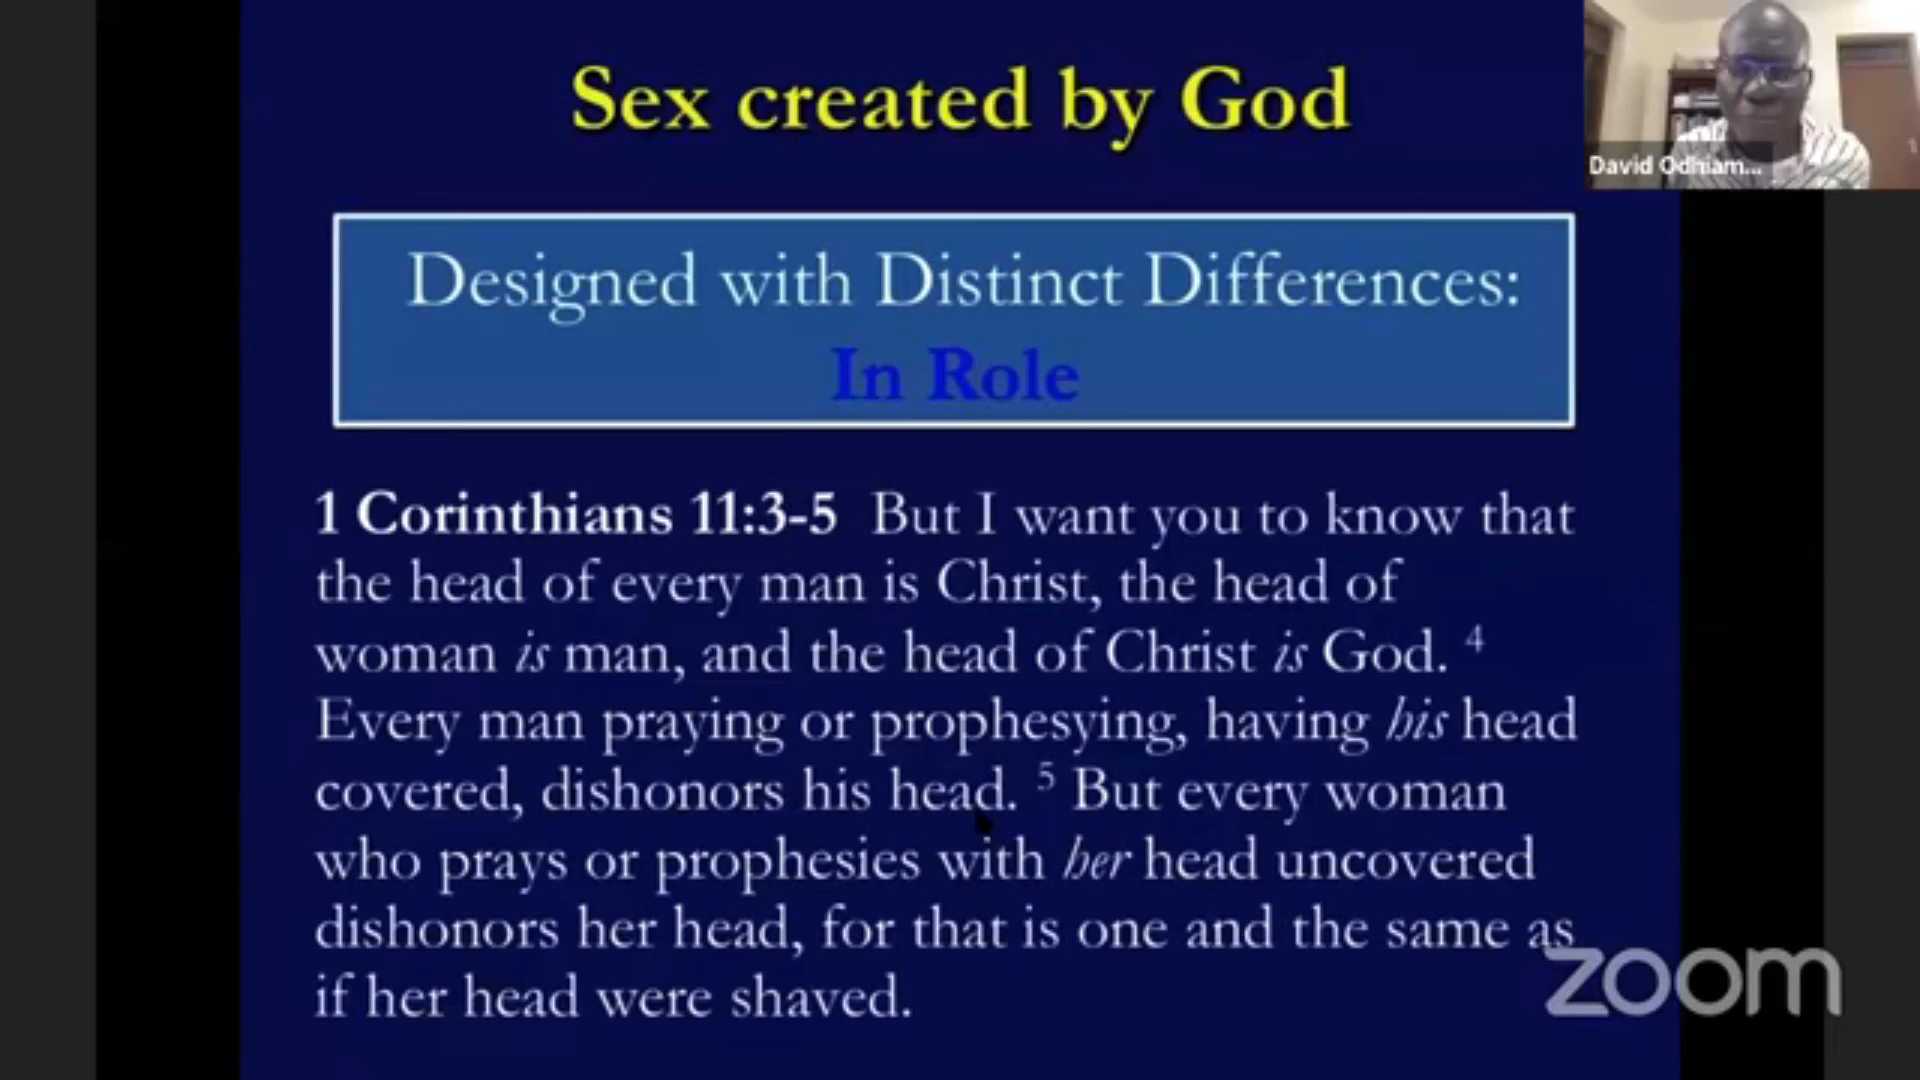 Sex created by God
David Odhiam...
Designed with Distinct Differences:
In Role
1 Corinthians 11:3-5 But I want you to know that
the head of every man is Christ, the head of
woman is man, and the head of Christ is God. 4
Every man praying or prophesying, having his head
covered, dishonors his head. 5 But every woman
who prays or prophesies with her head uncovered
dishonors her head, for that is one and the same as
if her head were shaved.
zoom